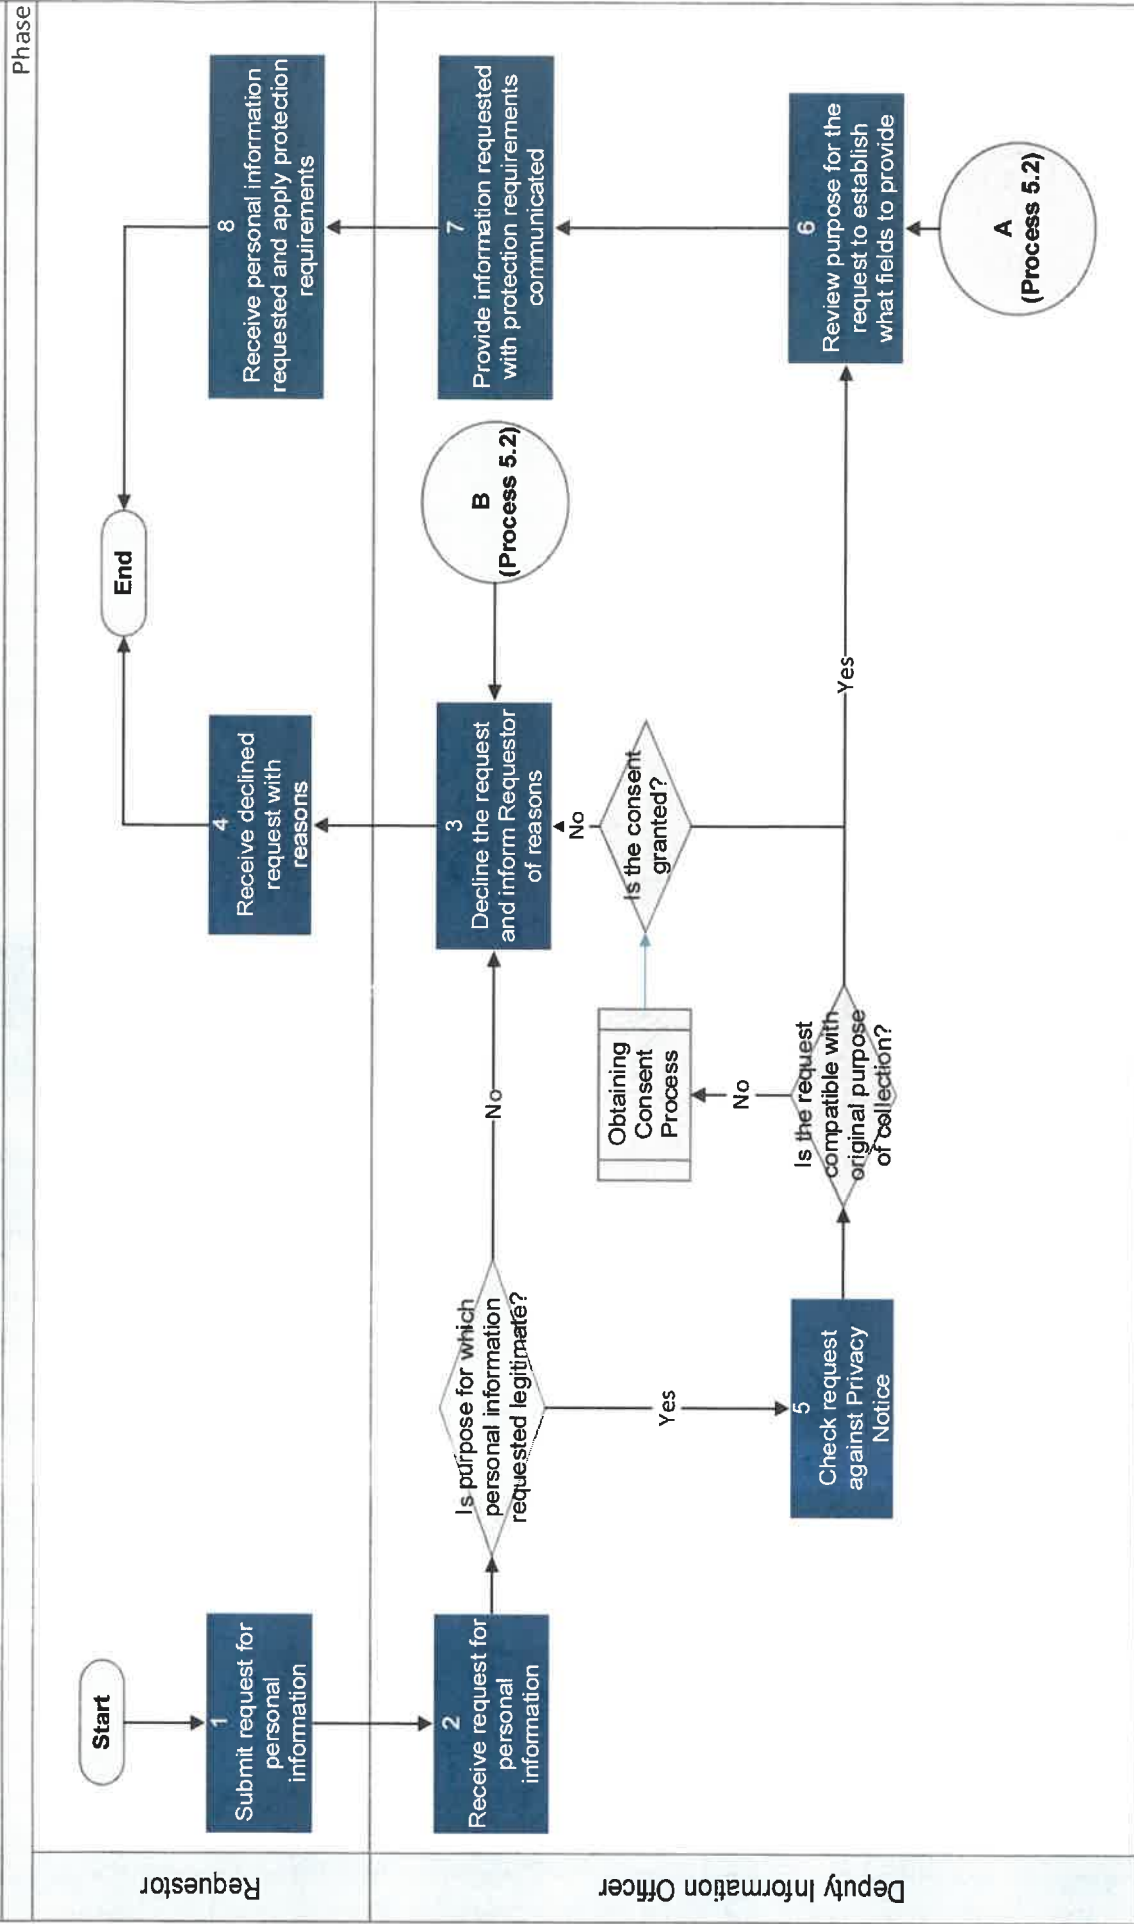 Phase
Requestor
Start
1
Submit request for
personal
information
4
Receive declined
request with
reasons
End
8
Receive personal information
requested and apply protection
requirements
Deputy Information Officer
2
Receive request for
personal
information
Is purpose for which
personal information
requested legitimate?
No
3
Decline the request
and inform Requestor
of reasons
B
(Process 5.2)
7
Provide information requested
with protection requirements
communicated
Yes
Obtaining
Consent
Process
No
Is the consent
granted?
No
5
Check request
against Privacy
Notice
Is the request
compatible with
original purpose
of collection?
Yes
6
Review purpose for the
request to establish
what fields to provide
A
(Process 5.2)